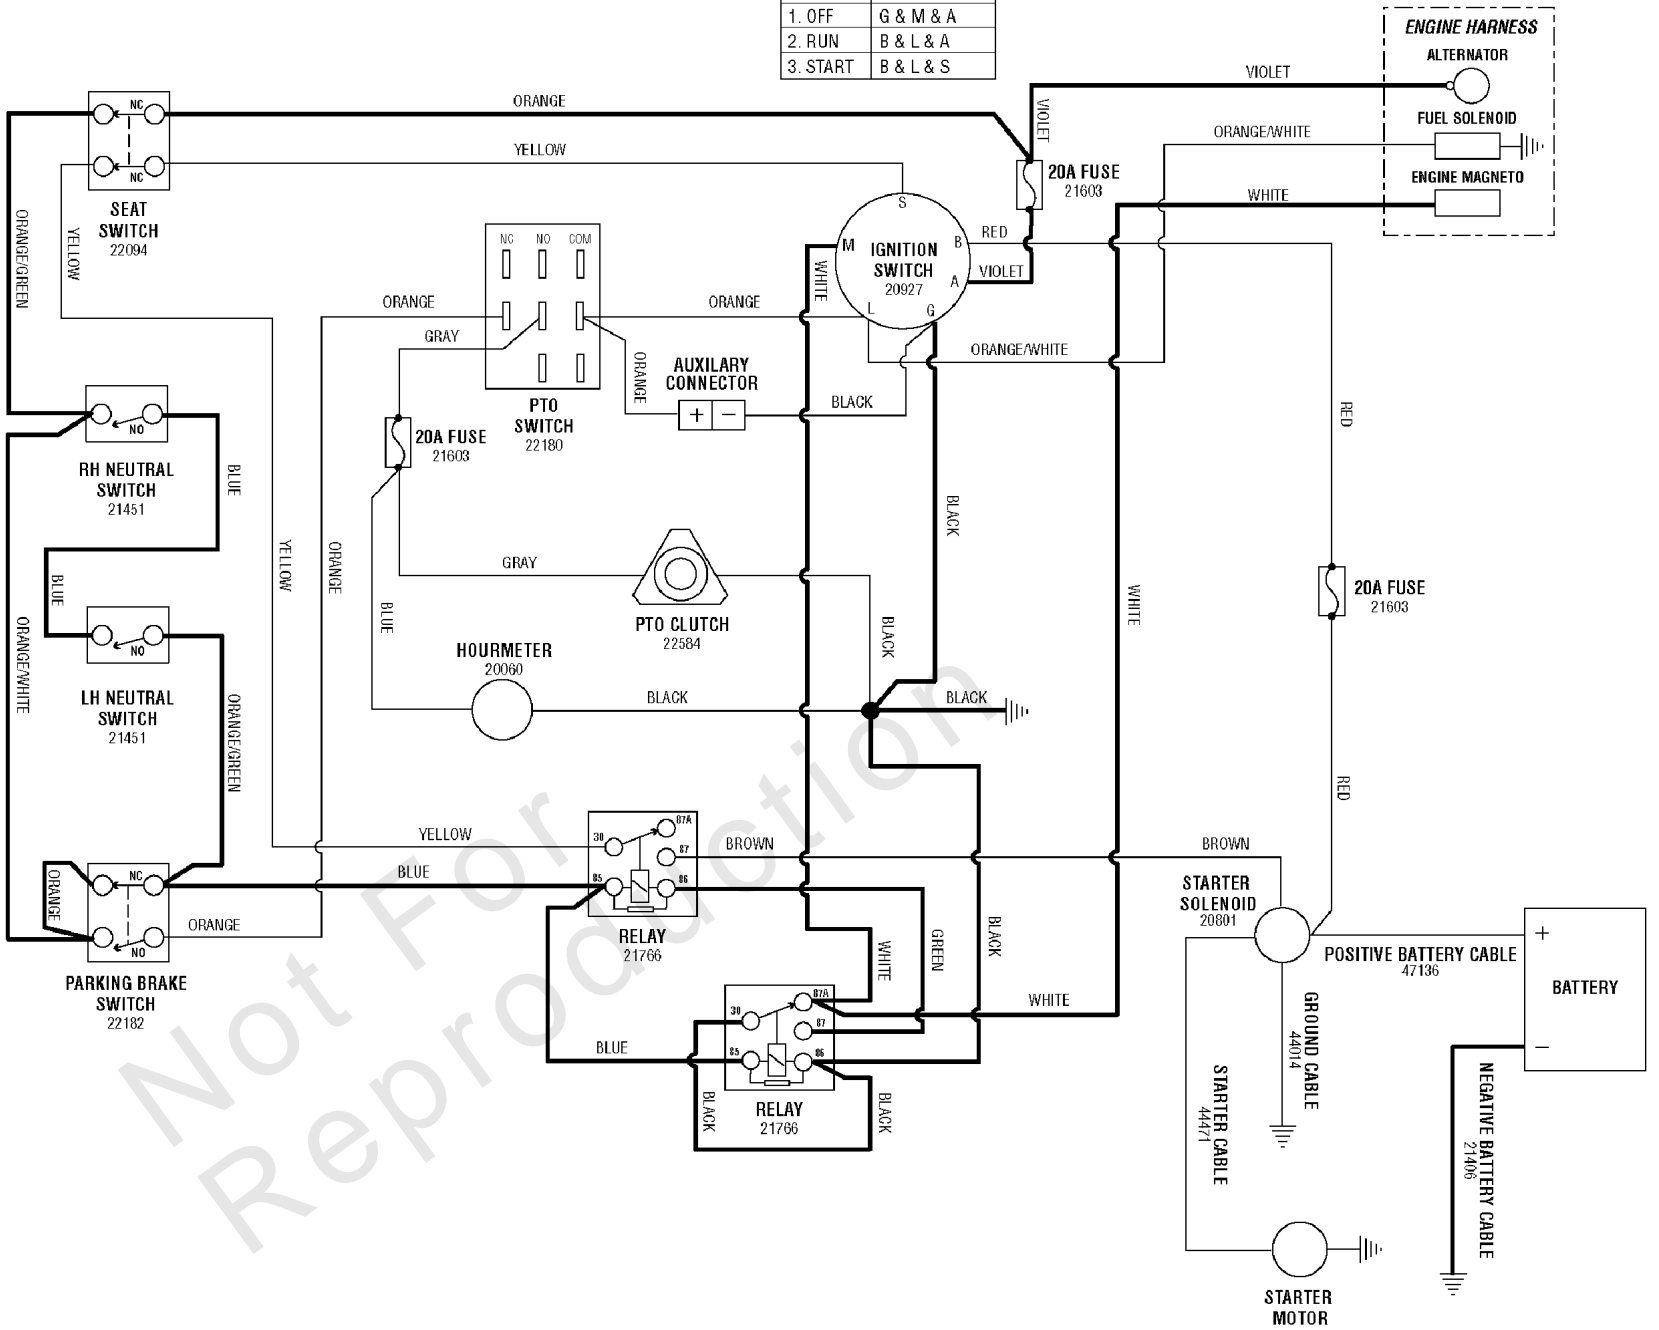 1. OFF G & M & A
2. RUN B & L & A
3. START B & L & S
ENGINE HARNESS
ALTERNATOR
VIOLET
VIOLET
FUEL SOLENOID
ORANGE/WHITE
ENGINE MAGNETO
WHITE
ORANGE
YELLOW
NC
NC
SEAT
SWITCH
22094
ORANGE/GREEN
YELLOW
20A FUSE
21603
S
M
B
A
L
G
IGNITION
SWITCH
20927
RED
VIOLET
WHITE
NC NO COM
ORANGE
GRAY
ORANGE
ORANGE
PTO
SWITCH
22180
AUXILARY
CONNECTOR
+ −
BLACK
ORANGE/WHITE
RED
20A FUSE
21603
NO
RH NEUTRAL
SWITCH
21451
BLUE
BLUE
YELLOW
ORANGE
BLACK
GRAY
PTO CLUTCH
22584
BLUE
BLACK
WHITE
20A FUSE
21603
NO
LH NEUTRAL
SWITCH
21451
ORANGE/WHITE
ORANGE/GREEN
HOURMETER
20060
BLACK
BLACK
RED
YELLOW
30
87A
87
85
86
BROWN
BROWN
BLUE
RELAY
21766
NC
NO
ORANGE
ORANGE
PARKING BRAKE
SWITCH
22182
STARTER
SOLENOID
20801
WHITE
GREEN
BLACK
POSITIVE BATTERY CABLE
47136
+
BATTERY
−
30
87A
87
85
86
WHITE
BLUE
BLACK
BLACK
RELAY
21766
GROUND CABLE
44014
STARTER CABLE
44471
NEGATIVE BATTERY CABLE
21406
STARTER
MOTOR
Not For
Reproduction